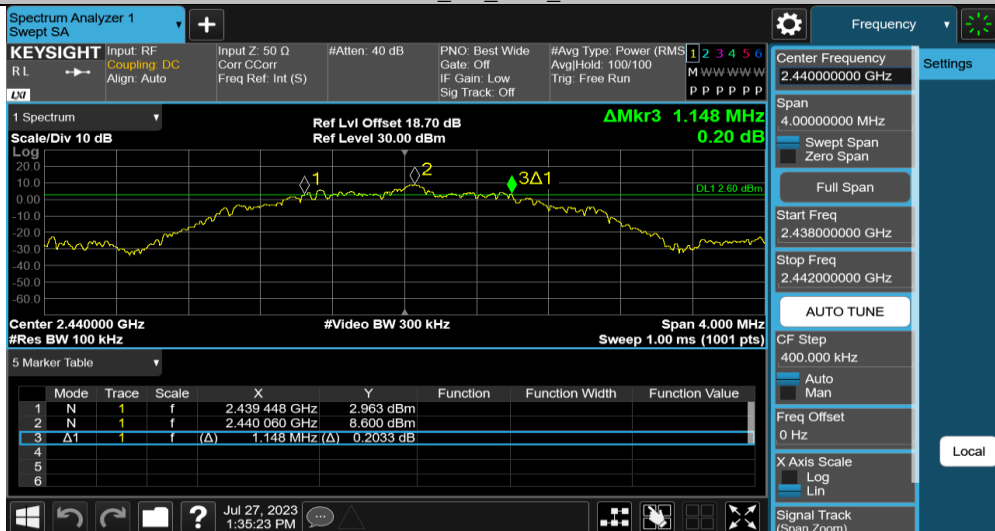 Spectrum Analyzer 1
Swept SA
+
Frequency
KEYSIGHT
R L
LXI
Input: RF
Coupling: DC
Align: Auto
Input Z: 50 Ω
Corr CCorr
Freq Ref: Int (S)
#Atten: 40 dB
PNO: Best Wide
Gate: Off
IF Gain: Low
Sig Track: Off
#Avg Type: Power (RMS
Avg|Hold: 100/100
Trig: Free Run
1 2 3 4 5 6
M W W W W W
P P P P P P
Center Frequency
2.440000000 GHz
Settings
Span
4.00000000 MHz
Swept Span
Zero Span
Full Span
Start Freq
2.438000000 GHz
Stop Freq
2.442000000 GHz
AUTO TUNE
CF Step
400.000 kHz
Auto
Man
Freq Offset
0 Hz
X Axis Scale
Log
Lin
Signal Track
(Span Zoom)
Local
1 Spectrum
Scale/Div 10 dB
Ref Lvl Offset 18.70 dB
Ref Level 30.00 dBm
ΔMkr3 1.148 MHz
0.20 dB
Log
20.0
10.0
0.00
-10.0
-20.0
-30.0
-40.0
-50.0
-60.0
1
2
3Δ1
DL1 2.60 dBm
Center 2.440000 GHz
#Video BW 300 kHz
Span 4.000 MHz
#Res BW 100 kHz
Sweep 1.00 ms (1001 pts)
5 Marker Table
Mode Trace Scale X Y Function Function Width Function Value
1 N 1 f 2.439 448 GHz 2.963 dBm
2 N 1 f 2.440 060 GHz 8.600 dBm
3 Δ1 1 f (Δ) 1.148 MHz (Δ) 0.2033 dB
4
5
6
?
Jul 27, 2023
1:35:23 PM